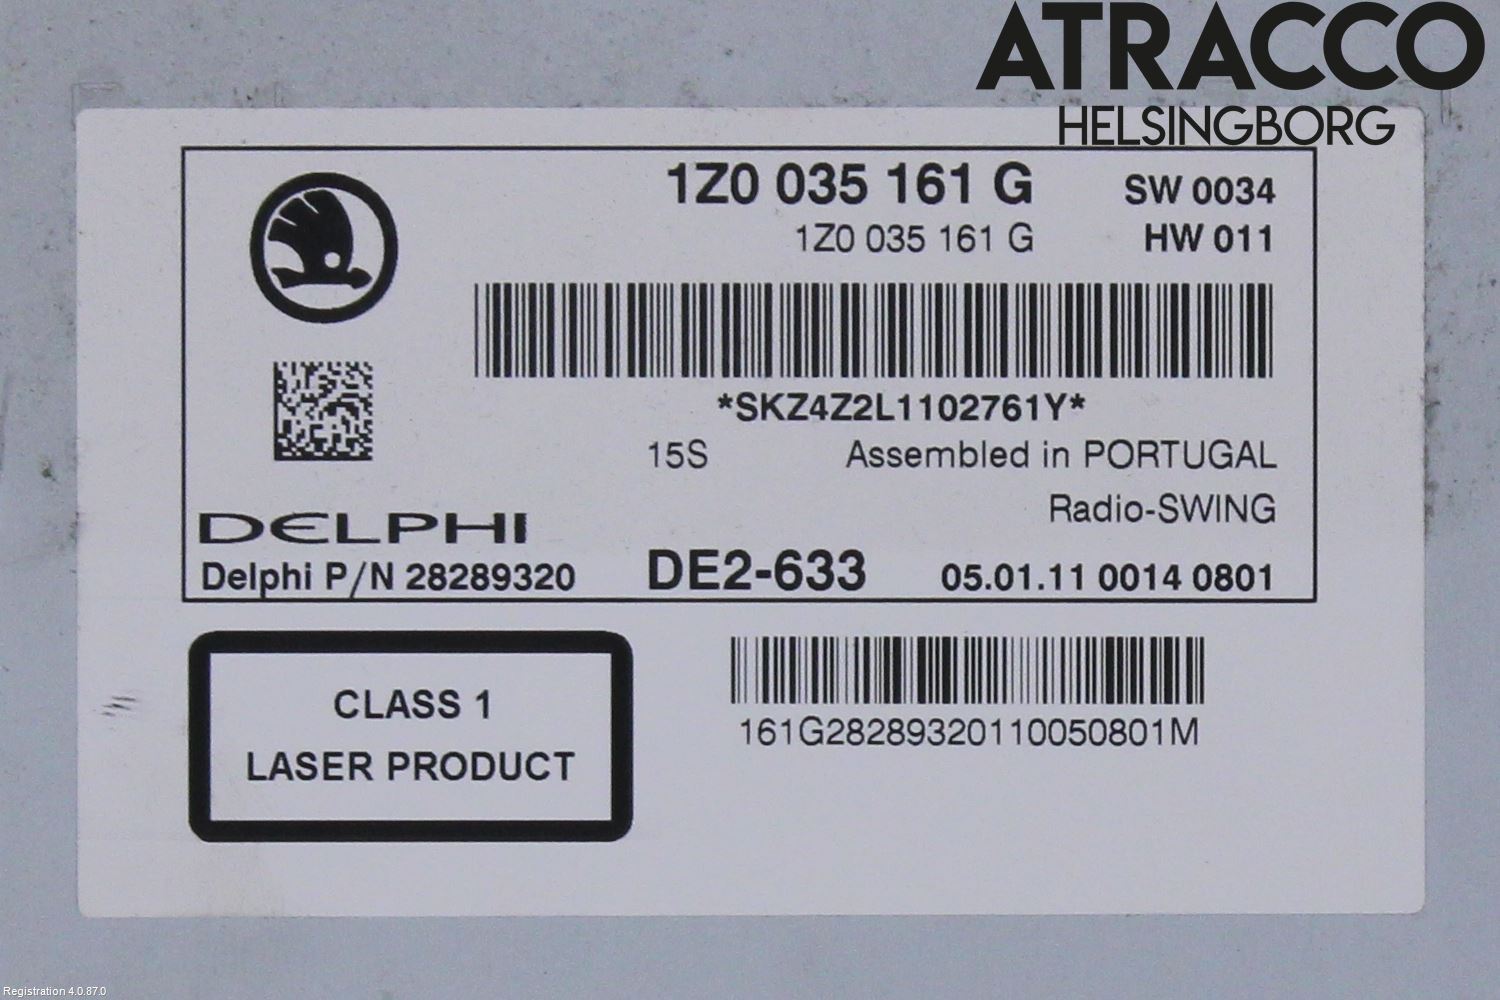 ATRACCO
HELSINGBORG
1Z0 035 161 G SW 0034
1Z0 035 161 G HW 011
*SKZ4Z2L1102761Y*
15S Assembled in PORTUGAL
Radio-SWING
DELPHI
Delphi P/N 28289320 DE2-633 05.01.11 0014 0801
CLASS 1
LASER PRODUCT
161G28289320110050801M
Registration 4.0.87.0